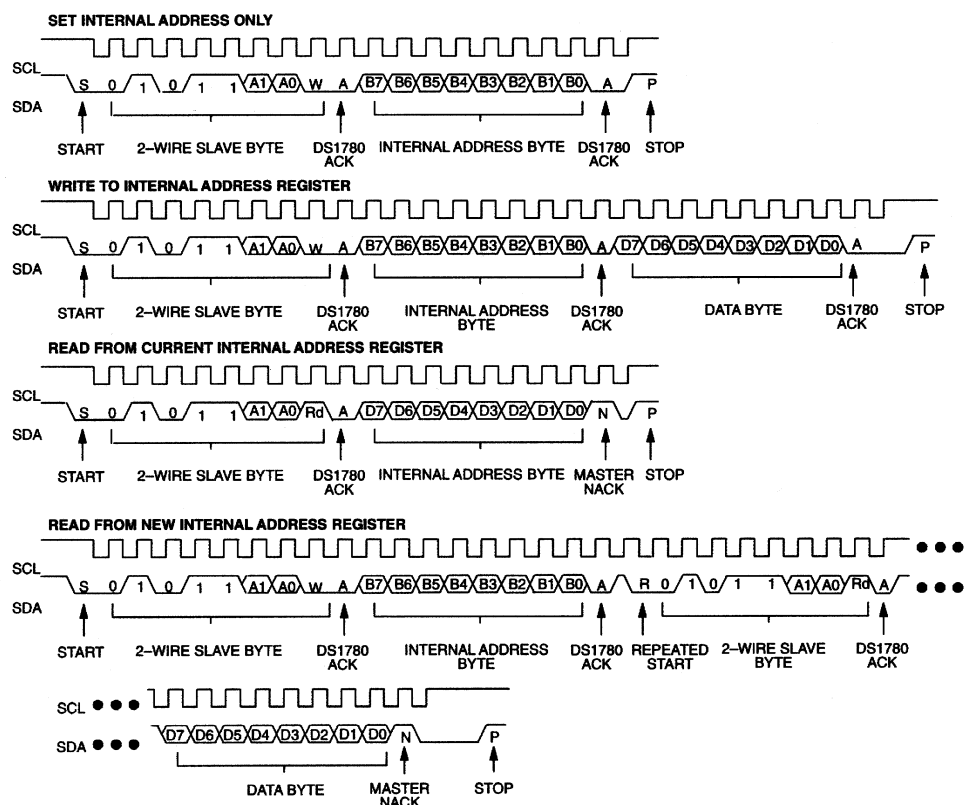 SET INTERNAL ADDRESS ONLY
SCL
SDA
S 0 1 0 1 1 A1 A0 W A B7 B6 B5 B4 B3 B2 B1 B0 A P
START 2–WIRE SLAVE BYTE DS1780 ACK INTERNAL ADDRESS BYTE DS1780 ACK STOP
WRITE TO INTERNAL ADDRESS REGISTER
SCL
SDA
S 0 1 0 1 1 A1 A0 W A B7 B6 B5 B4 B3 B2 B1 B0 A D7 D6 D5 D4 D3 D2 D1 D0 A P
START 2–WIRE SLAVE BYTE DS1780 ACK INTERNAL ADDRESS BYTE DS1780 ACK DATA BYTE DS1780 ACK STOP
READ FROM CURRENT INTERNAL ADDRESS REGISTER
SCL
SDA
S 0 1 0 1 1 A1 A0 Rd A D7 D6 D5 D4 D3 D2 D1 D0 N P
START 2–WIRE SLAVE BYTE DS1780 ACK INTERNAL ADDRESS BYTE MASTER NACK STOP
READ FROM NEW INTERNAL ADDRESS REGISTER
SCL
SDA
S 0 1 0 1 1 A1 A0 W A B7 B6 B5 B4 B3 B2 B1 B0 A R 0 1 0 1 1 A1 A0 Rd A
START 2–WIRE SLAVE BYTE DS1780 ACK INTERNAL ADDRESS BYTE DS1780 ACK REPEATED START 2–WIRE SLAVE BYTE DS1780 ACK
SCL
SDA
D7 D6 D5 D4 D3 D2 D1 D0 N P
DATA BYTE MASTER NACK STOP